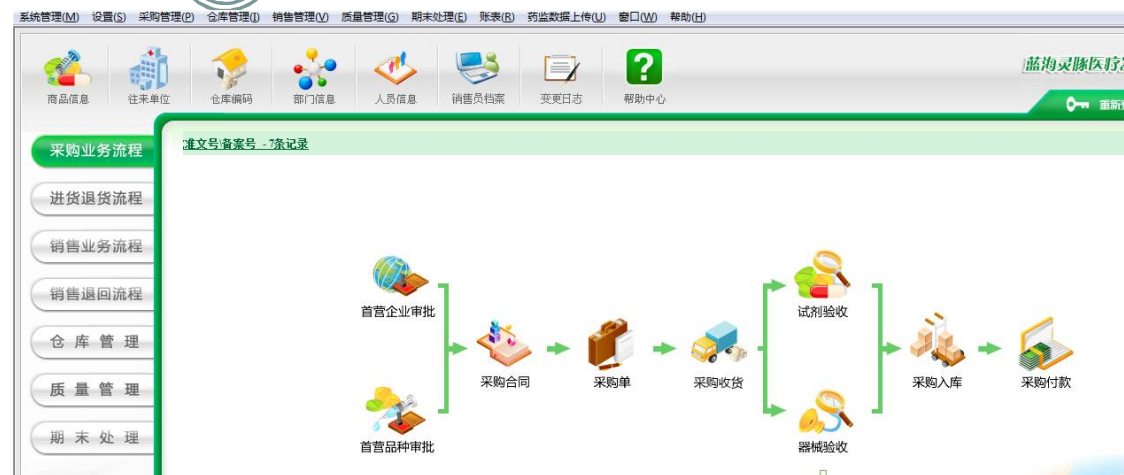 系统管理(M) 设置(S) 采购管理(P) 仓库管理(I) 销售管理(V) 质量管理(G) 期末处理(E) 账表(R) 药监数据上传(U) 窗口(W) 帮助(H)
商品信息 往来单位 仓库编码 部门信息 人员信息 销售员档案 变更日志 帮助中心
蓝海灵豚医疗
重新
采购业务流程
准文号\备案号 - 7条记录
进货退货流程
销售业务流程
销售退回流程
仓库管理
质量管理
期末处理
首营企业审批
试剂验收
采购合同 采购单 采购收货 采购入库 采购付款
首营品种审批
器械验收